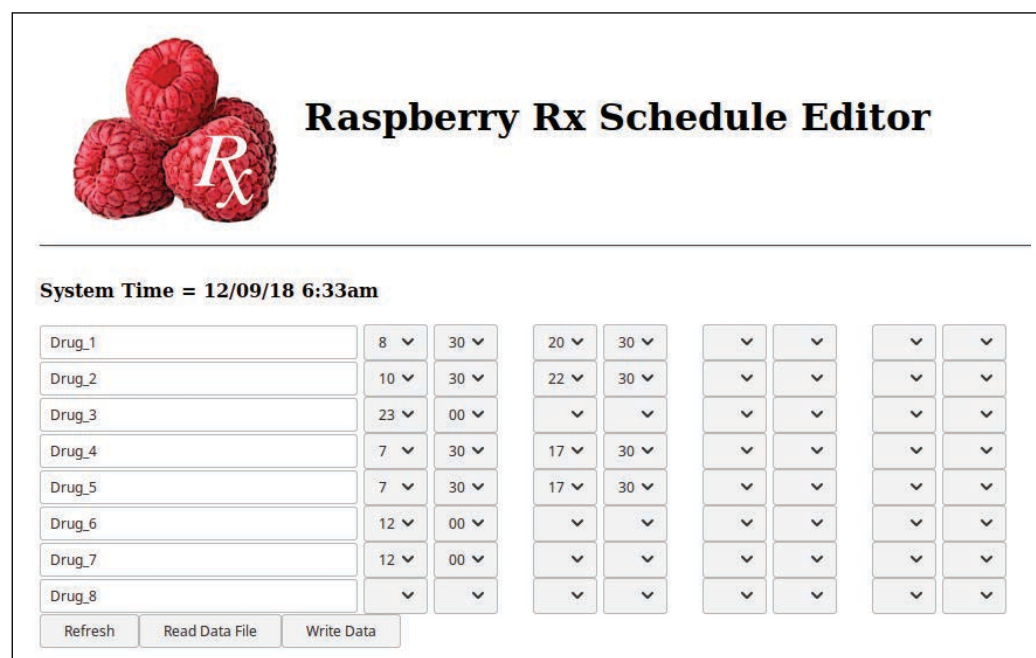 Rx
Raspberry Rx Schedule Editor
System Time = 12/09/18 6:33am
Drug_1 8 30 20 30
Drug_2 10 30 22 30
Drug_3 23 00
Drug_4 7 30 17 30
Drug_5 7 30 17 30
Drug_6 12 00
Drug_7 12 00
Drug_8
Refresh Read Data File Write Data